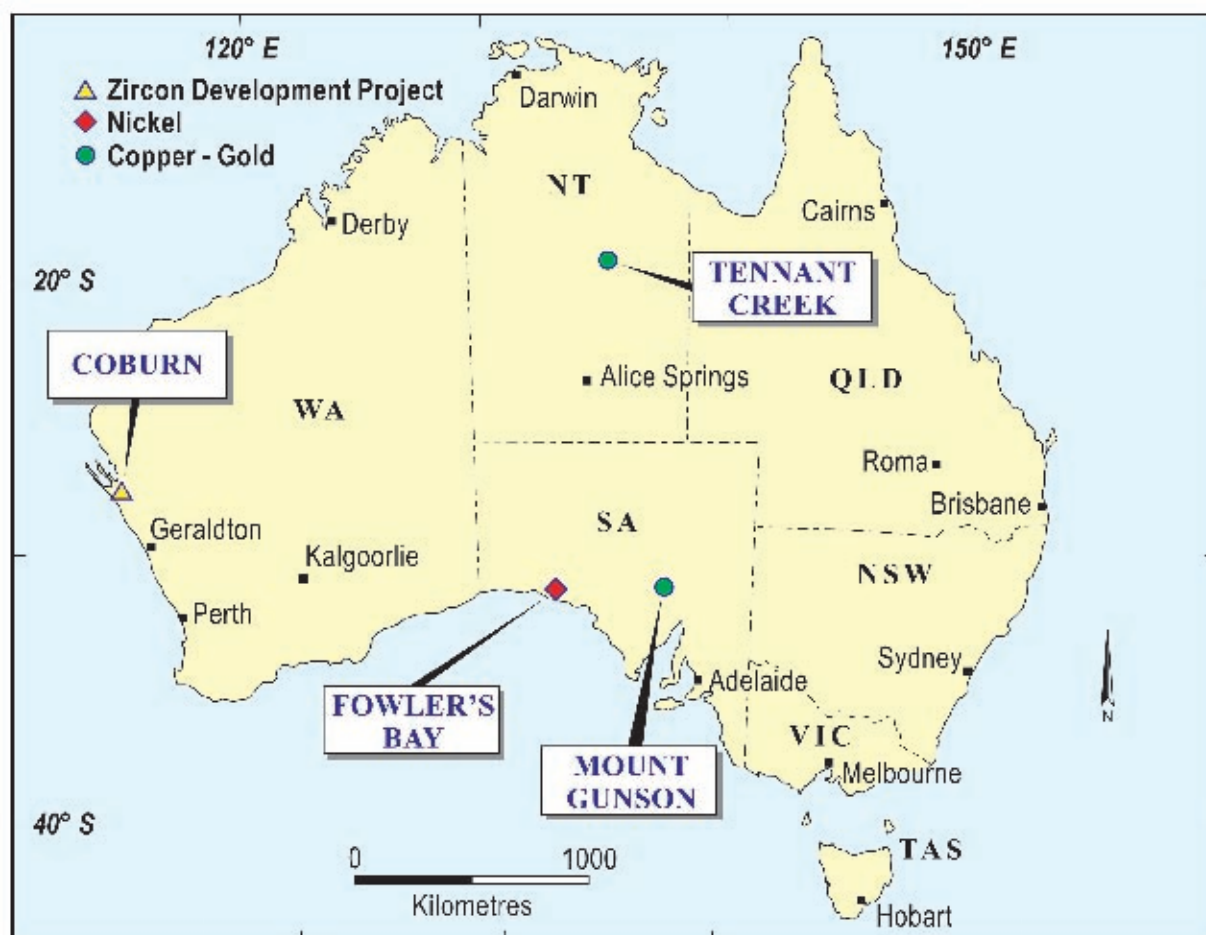 120° E
150° E
Zircon Development Project
Nickel
Copper - Gold
Darwin
NT
Derby
Cairns
20° S
TENNANT
CREEK
COBURN
Alice Springs
QLD
WA
Roma
Brisbane
SA
Geraldton
Kalgoorlie
NSW
Perth
Sydney
Adelaide
FOWLER'S
BAY
N
VIC
MOUNT
GUNSON
Melbourne
40° S
TAS
0
1000
Kilometres
Hobart